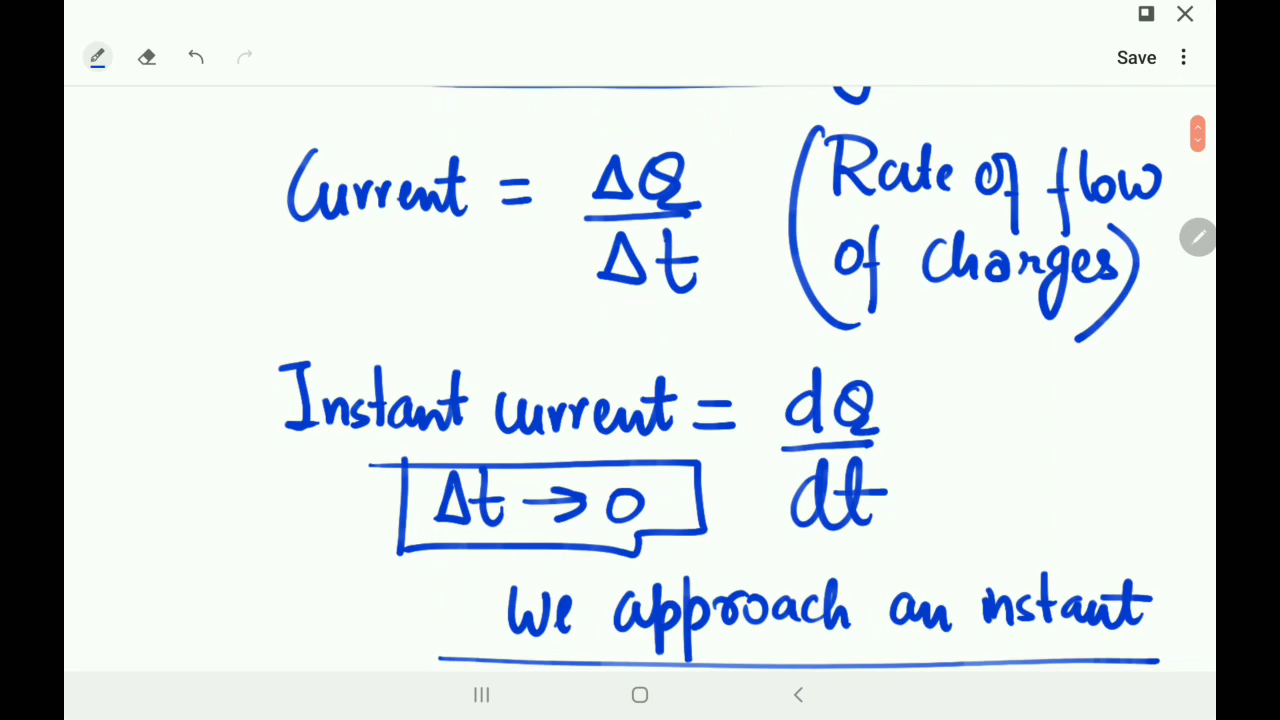 Save
Current = ΔQ/Δt (Rate of flow of charges)
Instant current = dQ/dt
Δt → 0
We approach an instant